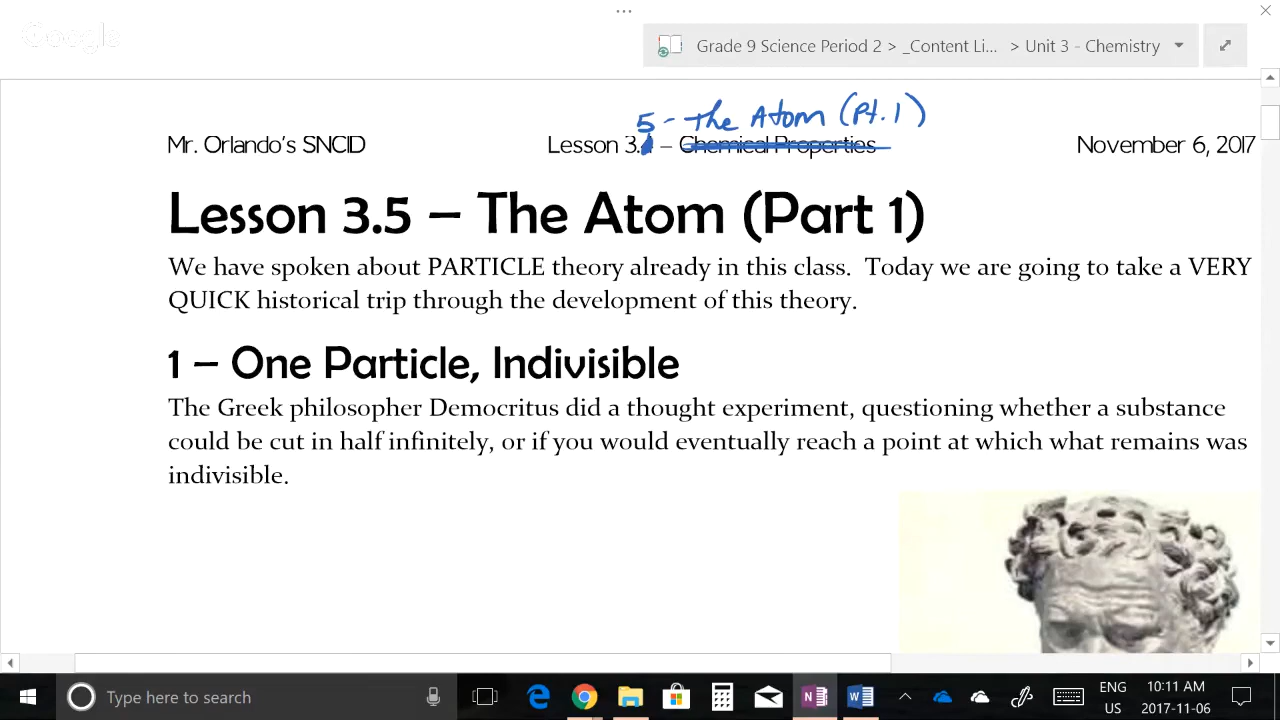 Google
Grade 9 Science Period 2 > _Content Li... > Unit 3 - Chemistry
5 - The Atom (Pt. 1)
Mr. Orlando's SNCID Lesson 3. – Chemical Properties November 6, 2017
Lesson 3.5 – The Atom (Part 1)
We have spoken about PARTICLE theory already in this class. Today we are going to take a VERY
QUICK historical trip through the development of this theory.
1 – One Particle, Indivisible
The Greek philosopher Democritus did a thought experiment, questioning whether a substance
could be cut in half infinitely, or if you would eventually reach a point at which what remains was
indivisible.
Type here to search
ENG 10:11 AM
US 2017-11-06